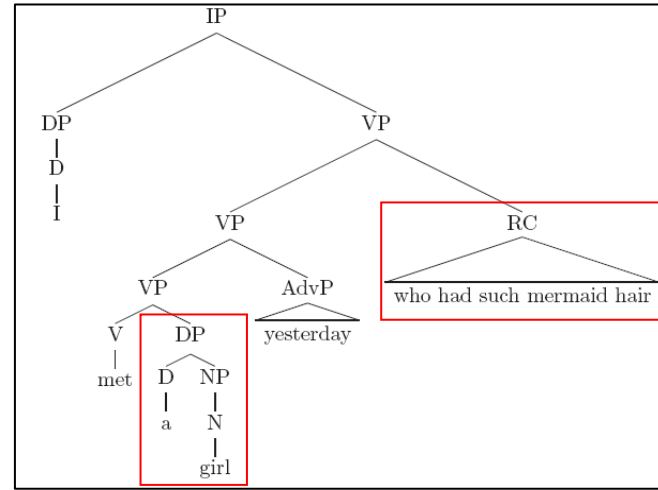 IP
DP VP
D
I
VP RC
who had such mermaid hair
VP AdvP
yesterday
V DP
met
D NP
a N
girl